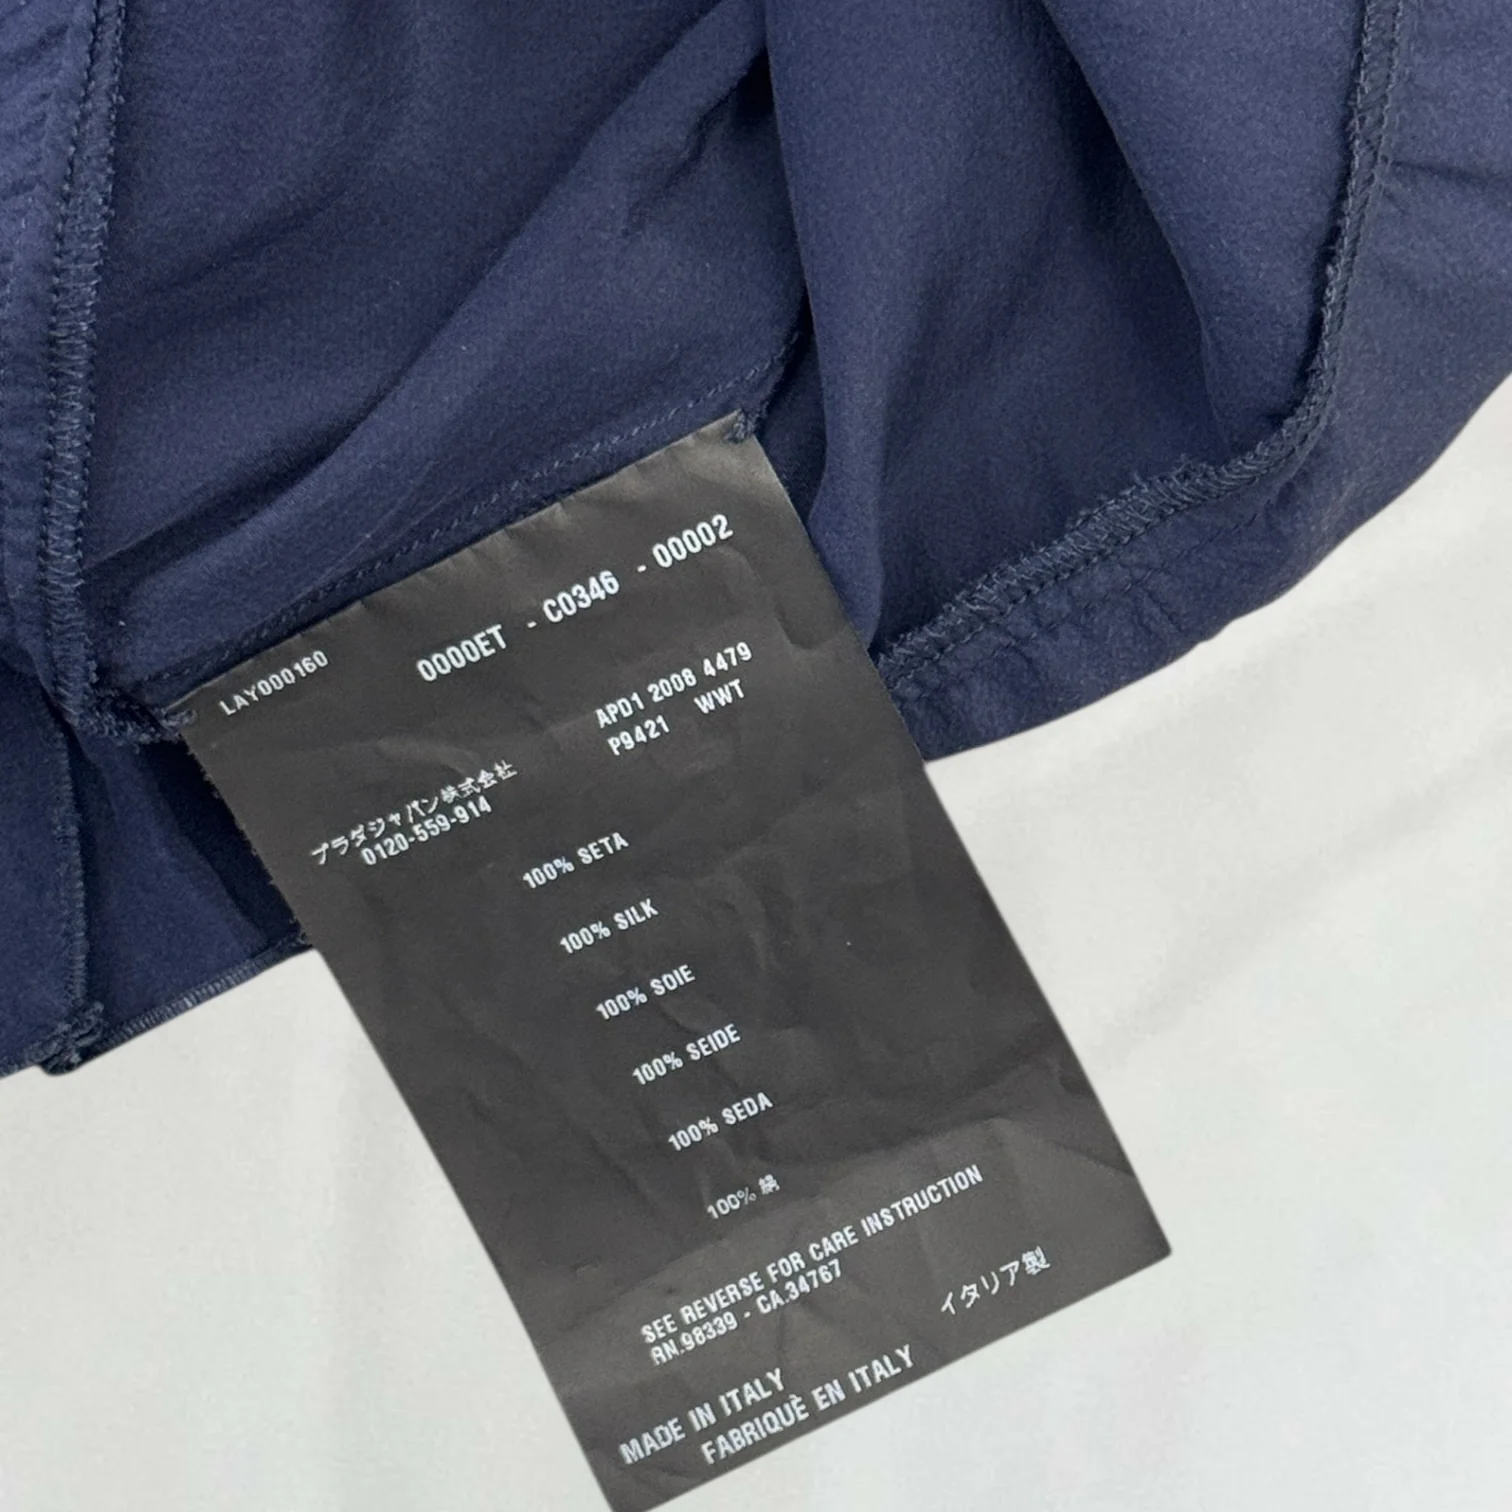 LAY000160
0000ET - C0346 - 00002
APD1 2008 4479
P9421 WWT
プラダジャパン株式会社
0120-559-914
100% SETA
100% SILK
100% SOIE
100% SEIDE
100% SEDA
100% 絹
SEE REVERSE FOR CARE INSTRUCTION
RN.98339 - CA.34767
イタリア製
MADE IN ITALY
FABRIQUÈ EN ITALY